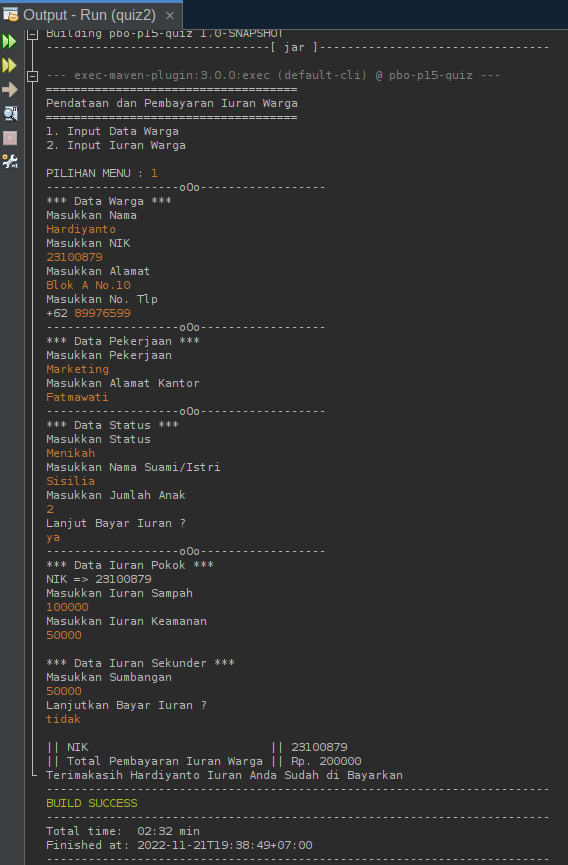 Output - Run (quiz2) ×
Building pbo-p15-quiz 1.0-SNAPSHOT
--------------------------------[ jar ]---------------------------------
--- exec-maven-plugin:3.0.0:exec (default-cli) @ pbo-p15-quiz ---
====================================
Pendataan dan Pembayaran Iuran Warga
====================================
1. Input Data Warga
2. Input Iuran Warga
PILIHAN MENU : 1
-------------------oOo------------------
*** Data Warga ***
Masukkan Nama
Hardiyanto
Masukkan NIK
23100879
Masukkan Alamat
Blok A No.10
Masukkan No. Tlp
+62 89976599
-------------------oOo------------------
*** Data Pekerjaan ***
Masukkan Pekerjaan
Marketing
Masukkan Alamat Kantor
Fatmawati
-------------------oOo------------------
*** Data Status ***
Masukkan Status
Menikah
Masukkan Nama Suami/Istri
Sisilia
Masukkan Jumlah Anak
2
Lanjut Bayar Iuran ?
ya
-------------------oOo------------------
*** Data Iuran Pokok ***
NIK => 23100879
Masukkan Iuran Sampah
100000
Masukkan Iuran Keamanan
50000
*** Data Iuran Sekunder ***
Masukkan Sumbangan
50000
Lanjutkan Bayar Iuran ?
tidak
|| NIK                          || 23100879
|| Total Pembayaran Iuran Warga || Rp. 200000
Terimakasih Hardiyanto Iuran Anda Sudah di Bayarkan
------------------------------------------------------------------------
BUILD SUCCESS
------------------------------------------------------------------------
Total time:  02:32 min
Finished at: 2022-11-21T19:38:49+07:00
------------------------------------------------------------------------